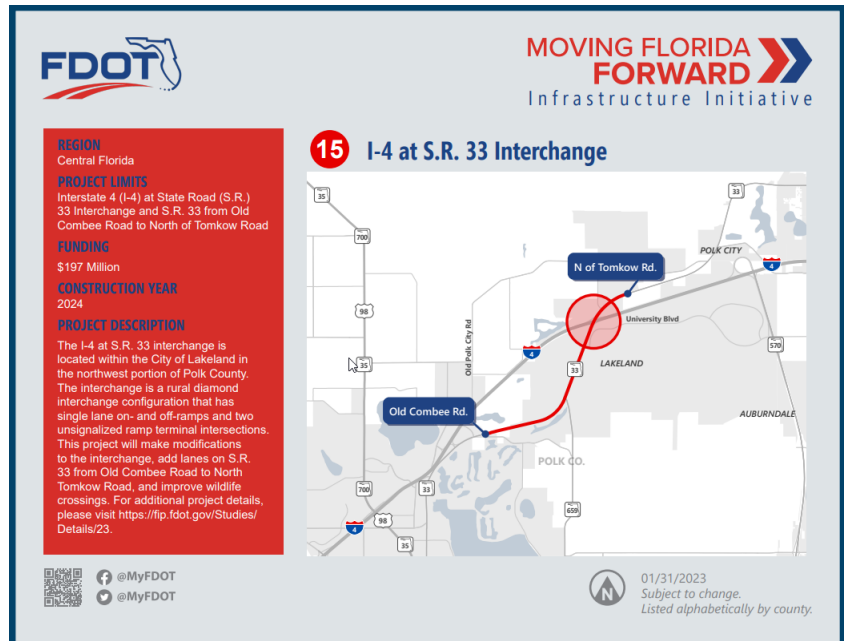 FDOT
MOVING FLORIDA
FORWARD
Infrastructure Initiative
REGION
Central Florida
PROJECT LIMITS
Interstate 4 (I-4) at State Road (S.R.)
33 Interchange and S.R. 33 from Old
Combee Road to North of Tomkow Road
FUNDING
$197 Million
CONSTRUCTION YEAR
2024
PROJECT DESCRIPTION
The I-4 at S.R. 33 interchange is
located within the City of Lakeland in
the northwest portion of Polk County.
The interchange is a rural diamond
interchange configuration that has
single lane on- and off-ramps and two
unsignalized ramp terminal intersections.
This project will make modifications
to the interchange, add lanes on S.R.
33 from Old Combee Road to North
Tomkow Road, and improve wildlife
crossings. For additional project details,
please visit https://fip.fdot.gov/Studies/
Details/23.
15 I-4 at S.R. 33 Interchange
35
33
700
POLK CITY
4
N of Tomkow Rd.
98
University Blvd
Old Polk City Rd
4
570
35
33
LAKELAND
Old Combee Rd.
AUBURNDALE
POLK CO.
700
33
659
98
4
35
@MyFDOT
@MyFDOT
N
01/31/2023
Subject to change.
Listed alphabetically by county.